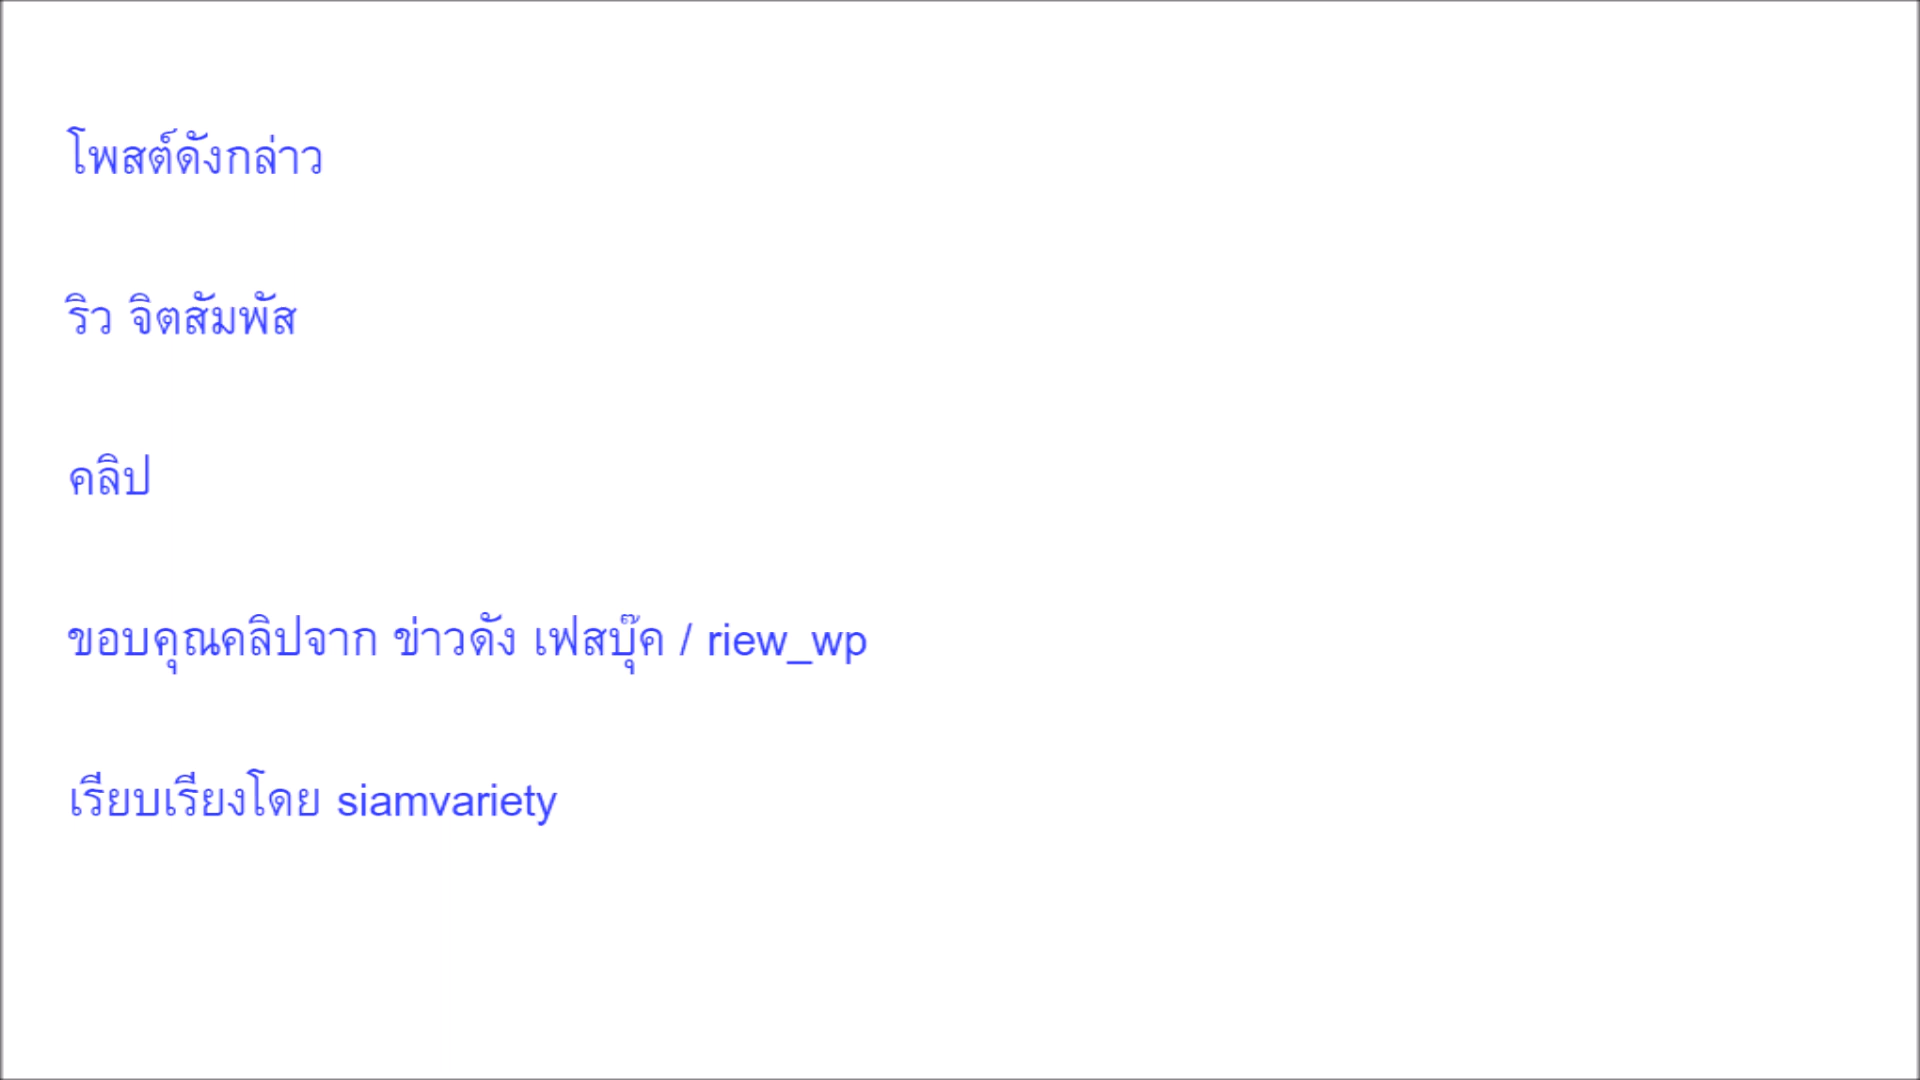 โพสต์ดังกล่าว
ริว จิตสัมพัส
คลิป
ขอบคุณคลิปจาก ข่าวดัง เฟสบุ๊ค / riew_wp
เรียบเรียงโดย siamvariety